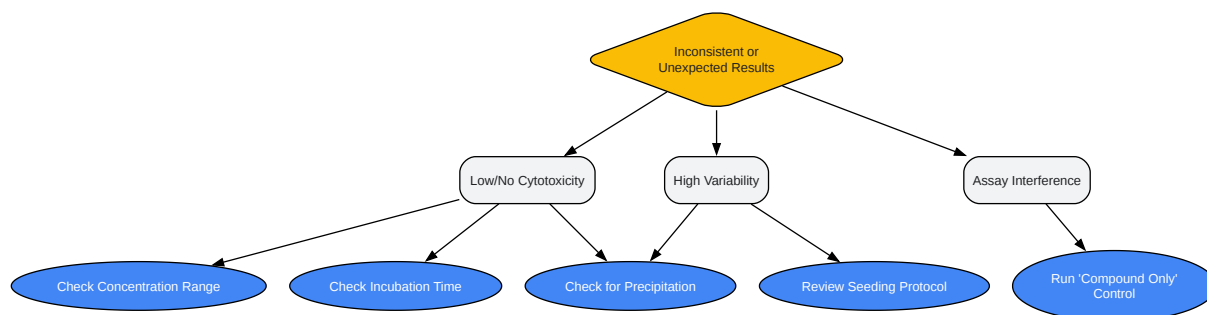 Inconsistent or
Unexpected Results
Low/No Cytotoxicity
High Variability
Assay Interference
Check Concentration Range
Check Incubation Time
Check for Precipitation
Review Seeding Protocol
Run 'Compound Only'
Control